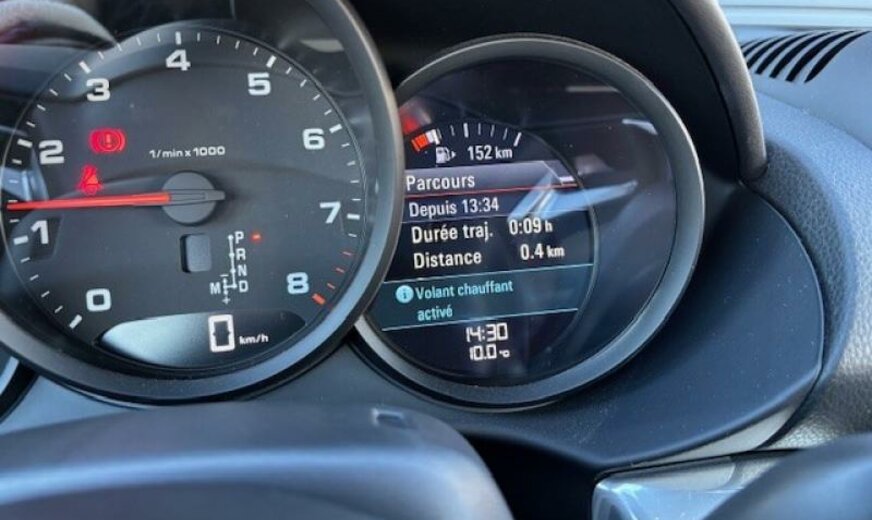 0
1
2
3
4
5
6
7
8
1/min x 1000
P
R
N
M D
+
-
0 km/h
152 km
Parcours
Depuis 13:34
Durée traj. 0:09 h
Distance 0.4 km
Volant chauffant
activé
14:30
10.0 °C